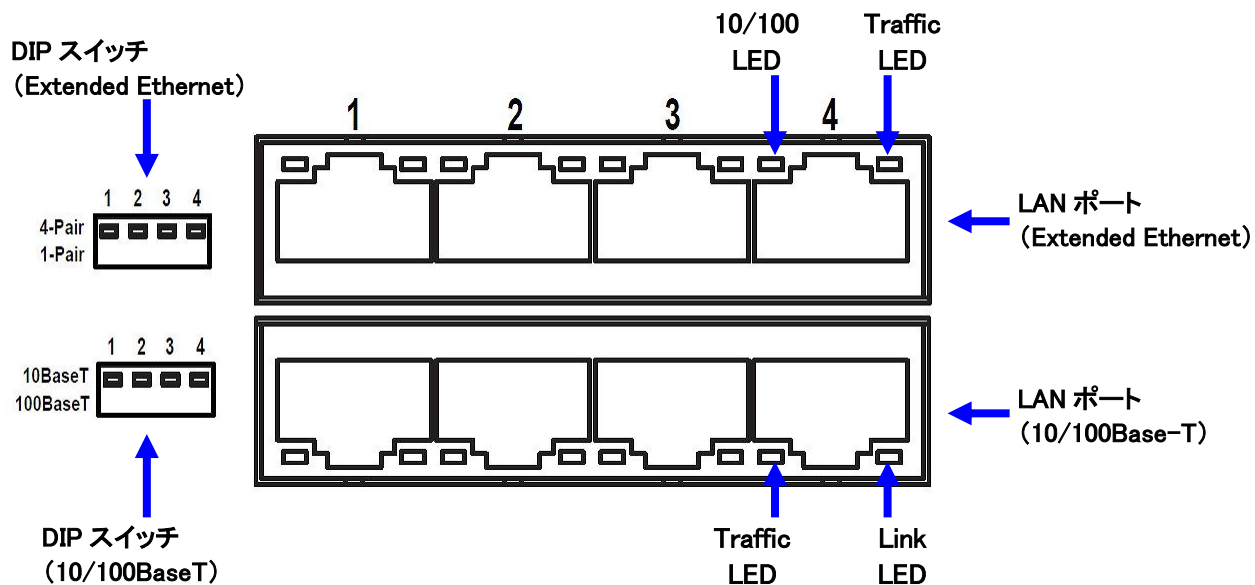 DIP スイッチ
（Extended Ethernet）
10/100
LED
Traffic
LED
1 2 3 4
1 2 3 4
4-Pair
1-Pair
LAN ポート
（Extended Ethernet）
1 2 3 4
10BaseT
100BaseT
LAN ポート
（10/100Base-T）
DIP スイッチ
（10/100BaseT）
Traffic
LED
Link
LED